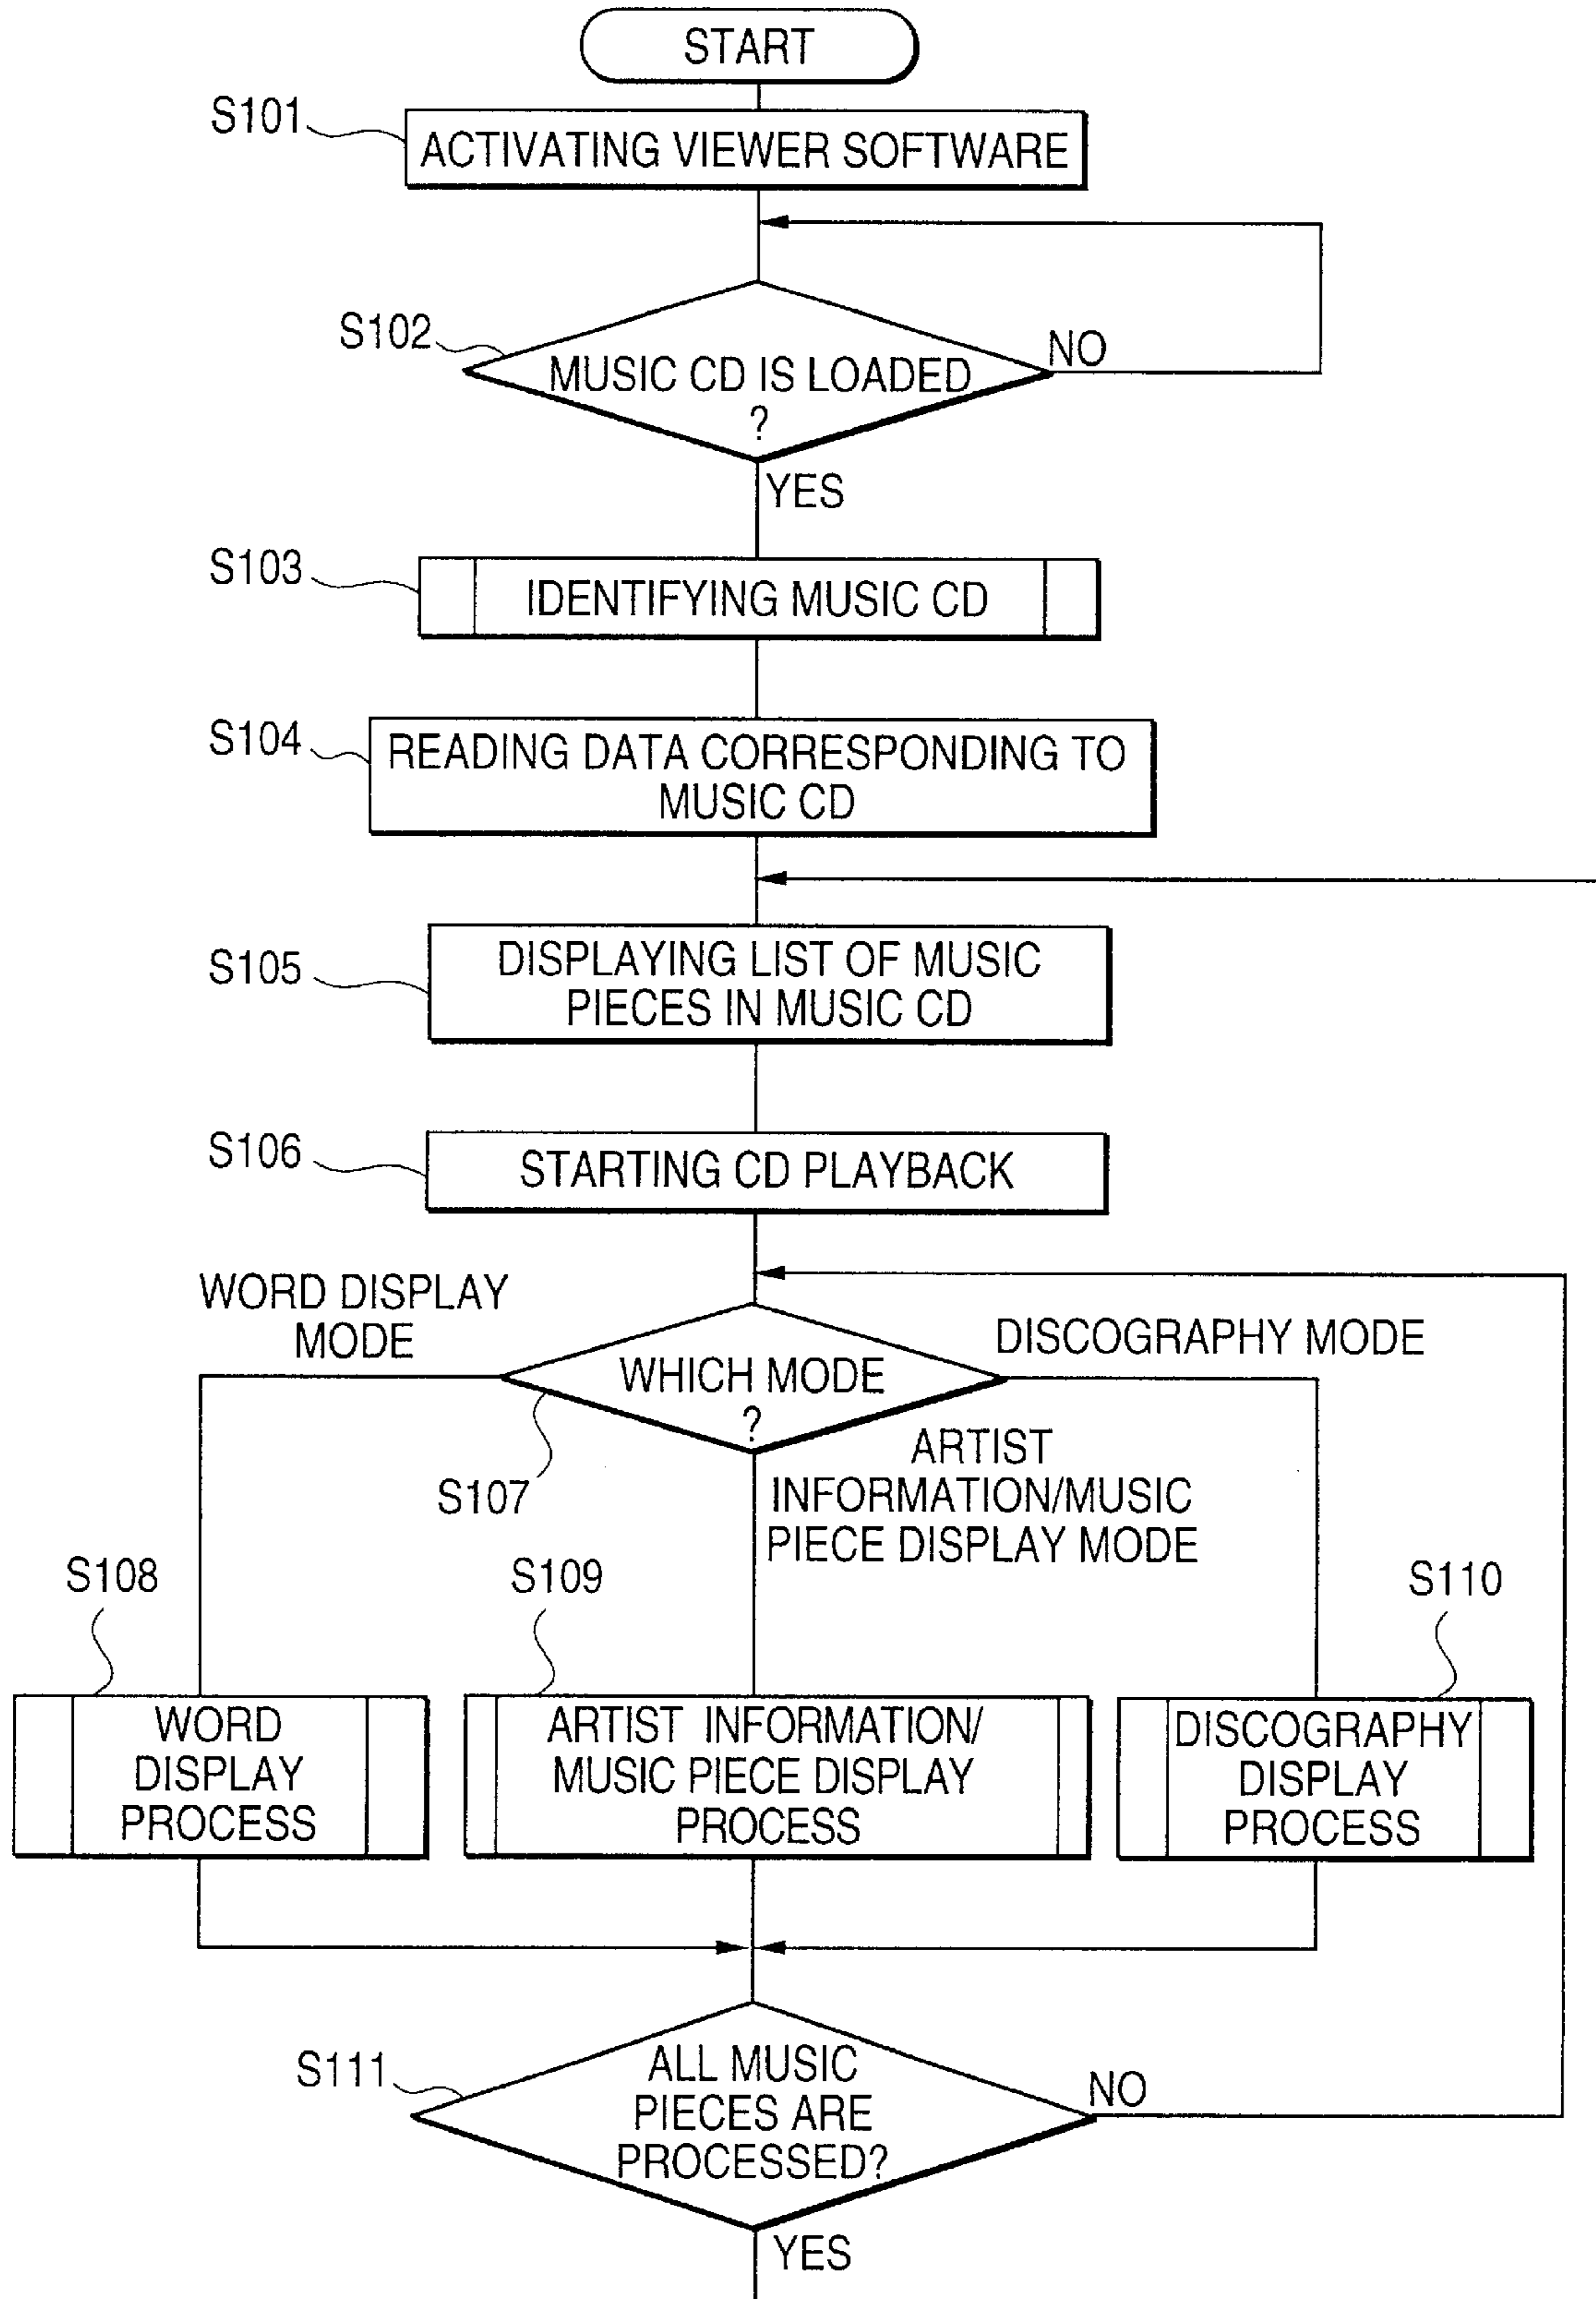 START
S101
ACTIVATING VIEWER SOFTWARE
S102
MUSIC CD IS LOADED
?
NO
YES
S103
IDENTIFYING MUSIC CD
S104
READING DATA CORRESPONDING TO
MUSIC CD
S105
DISPLAYING LIST OF MUSIC
PIECES IN MUSIC CD
S106
STARTING CD PLAYBACK
WORD DISPLAY
MODE
WHICH MODE
?
DISCOGRAPHY MODE
S107
ARTIST
INFORMATION/MUSIC
PIECE DISPLAY MODE
S108
S109
S110
WORD
DISPLAY
PROCESS
ARTIST INFORMATION/
MUSIC PIECE DISPLAY
PROCESS
DISCOGRAPHY
DISPLAY
PROCESS
S111
ALL MUSIC
PIECES ARE
PROCESSED?
NO
YES